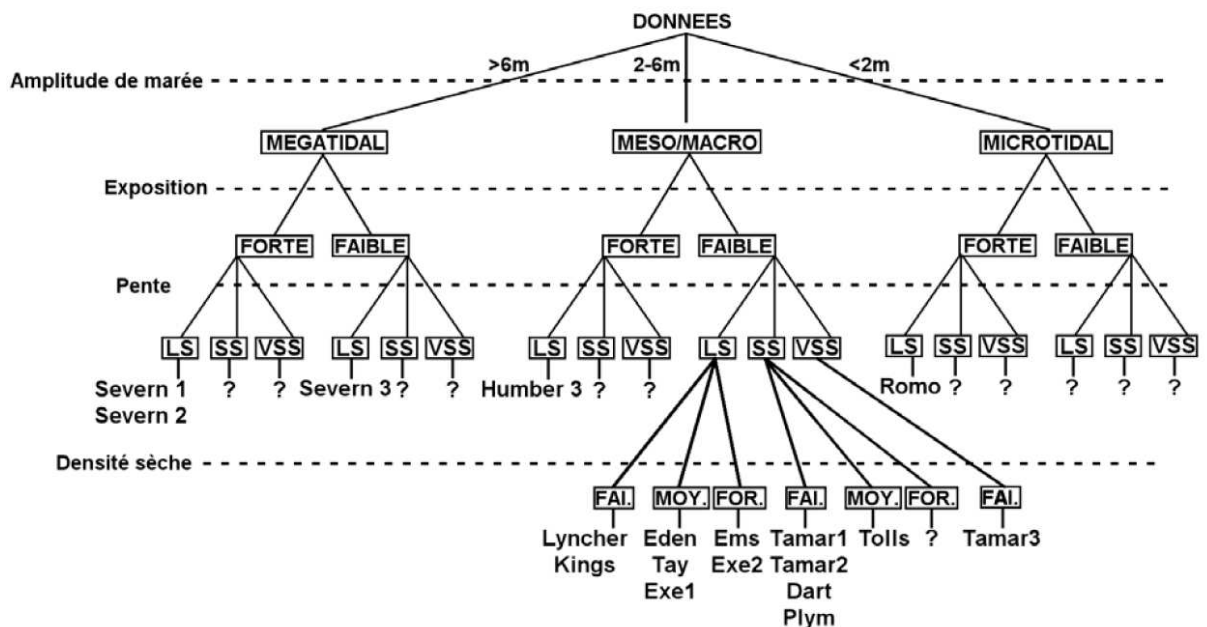 DONNEES
>6m 2-6m <2m
Amplitude de marée
MEGATIDAL MESO/MACRO MICROTIDAL
Exposition
FORTE FAIBLE FORTE FAIBLE FORTE FAIBLE
Pente
LS SS VSS LS SS VSS LS SS VSS LS SS VSS LS SS VSS LS SS VSS
Severn 1 ? ? Severn 3 ? ? Humber 3 ? ? Romo ? ? ? ? ?
Severn 2
Densité sèche
FAI. MOY. FOR. FAI. MOY. FOR. FAI.
Lyncher Eden Ems Tamar1 Tolls ? Tamar3
Kings Tay Exe2 Tamar2
Exe1 Dart
Plym